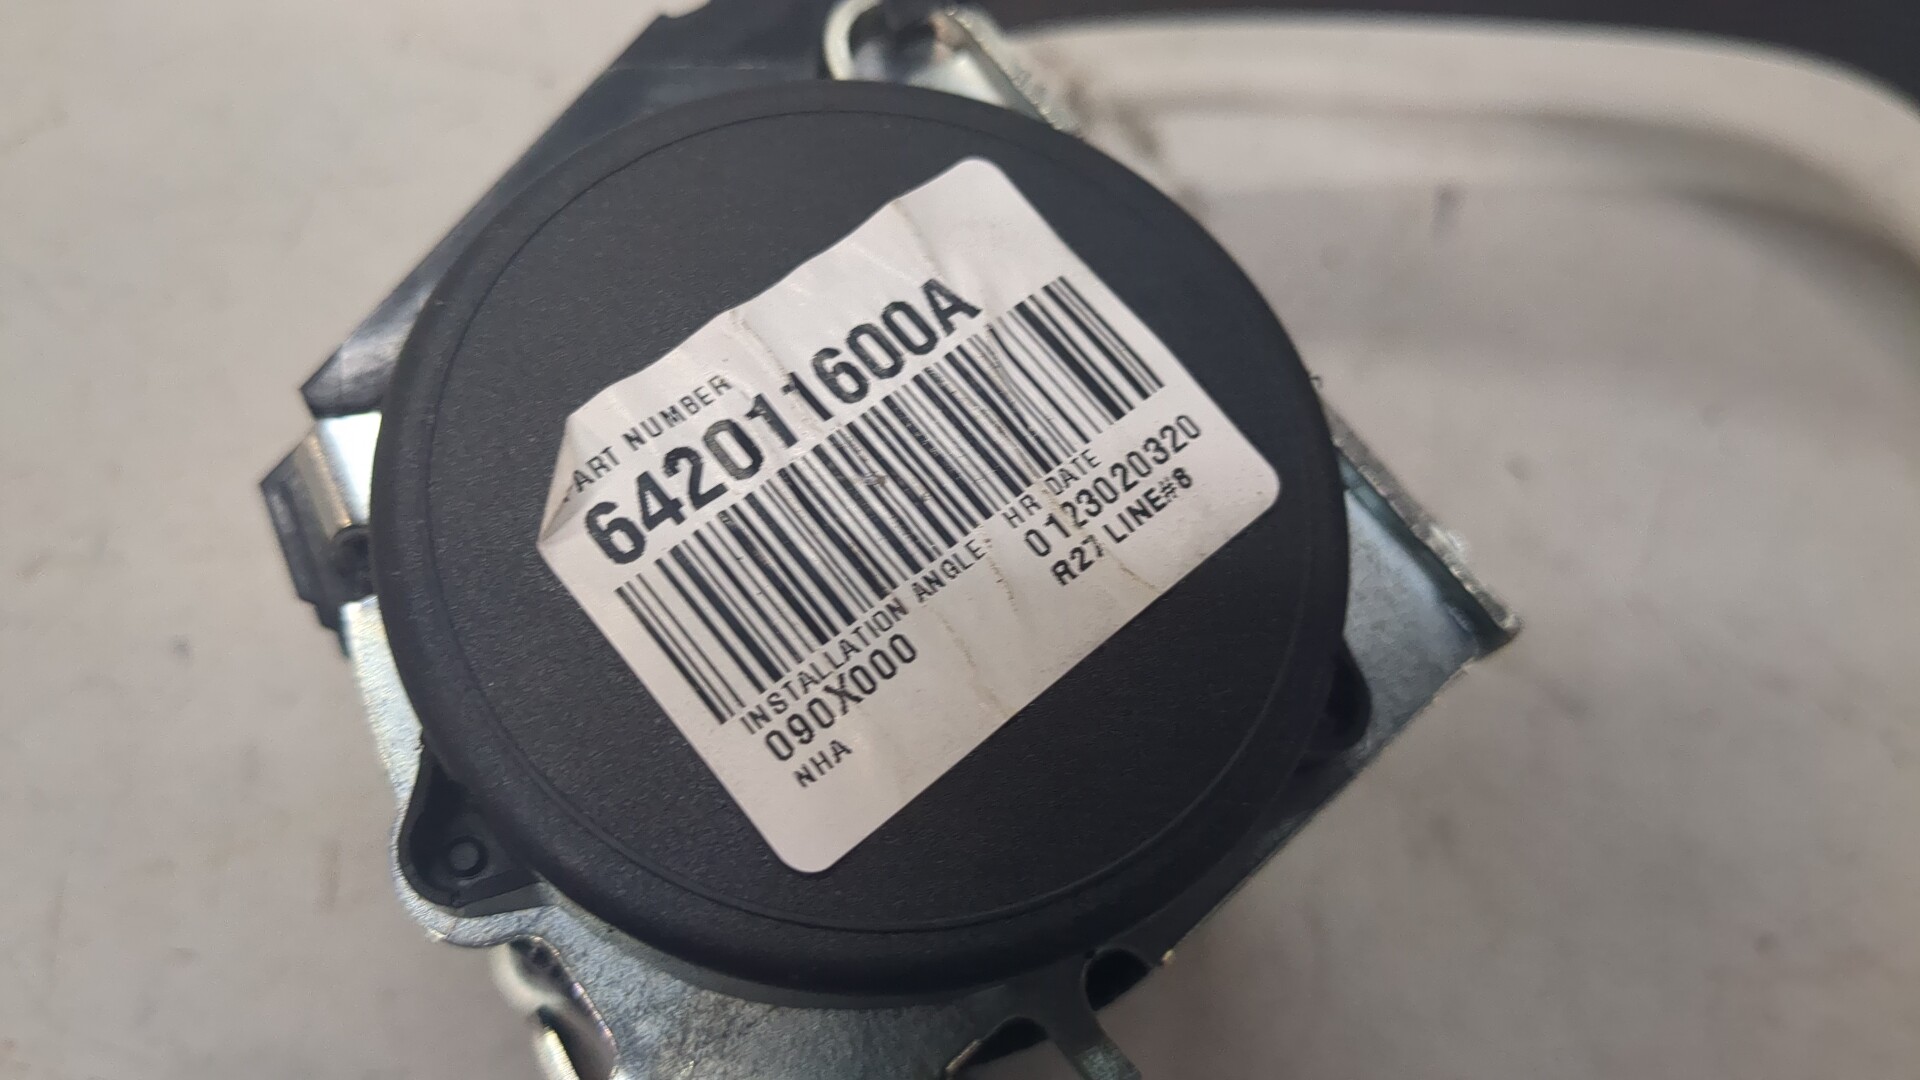 PART NUMBER
642011600A
INSTALLATION ANGLE: HR DATE
090X000 0123020320
NHA R27 LINE#8